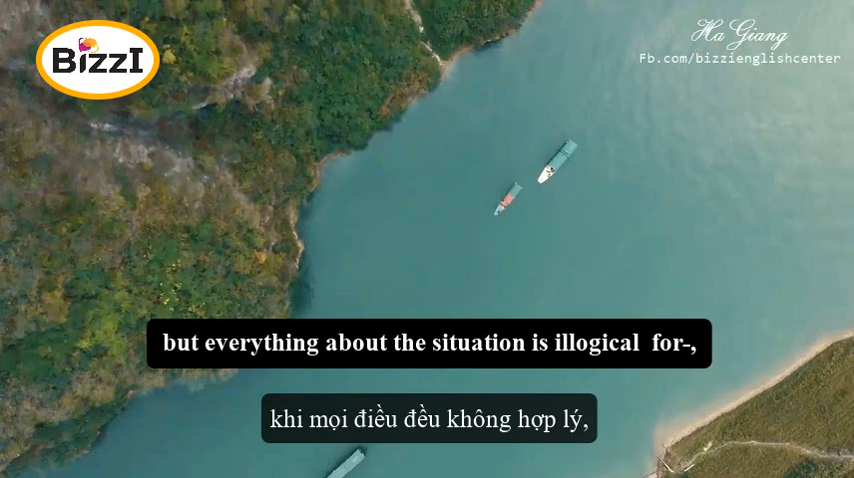 BizzI
Ha Giang
Fb.com/bizzienglishcenter
but everything about the situation is illogical for-,
khi mọi điều đều không hợp lý,